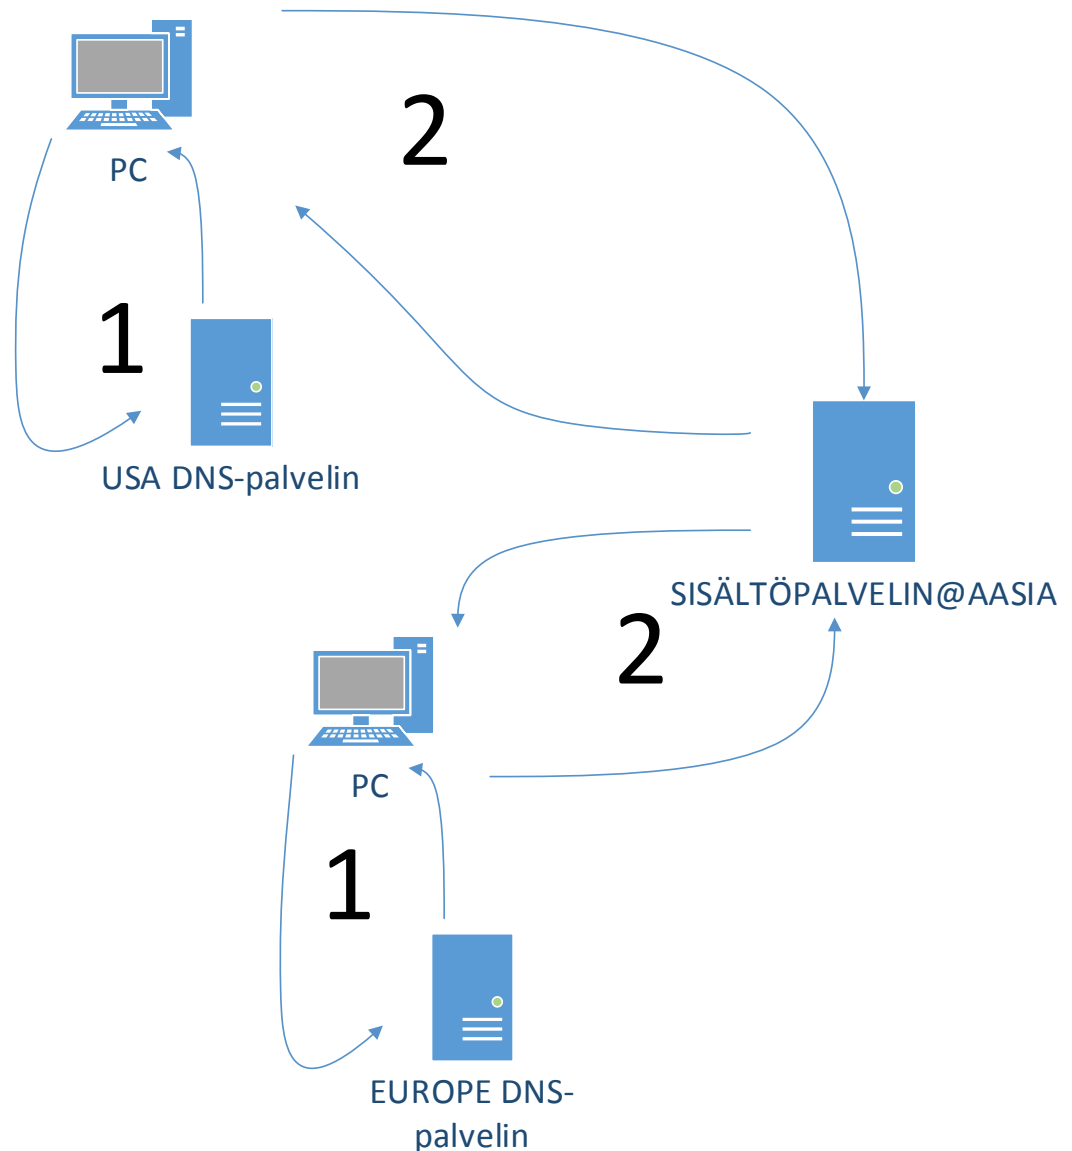 2
PC
1
USA DNS-palvelin
SISÄLTÖPALVELIN@AASIA
2
PC
1
EUROPE DNS-
palvelin